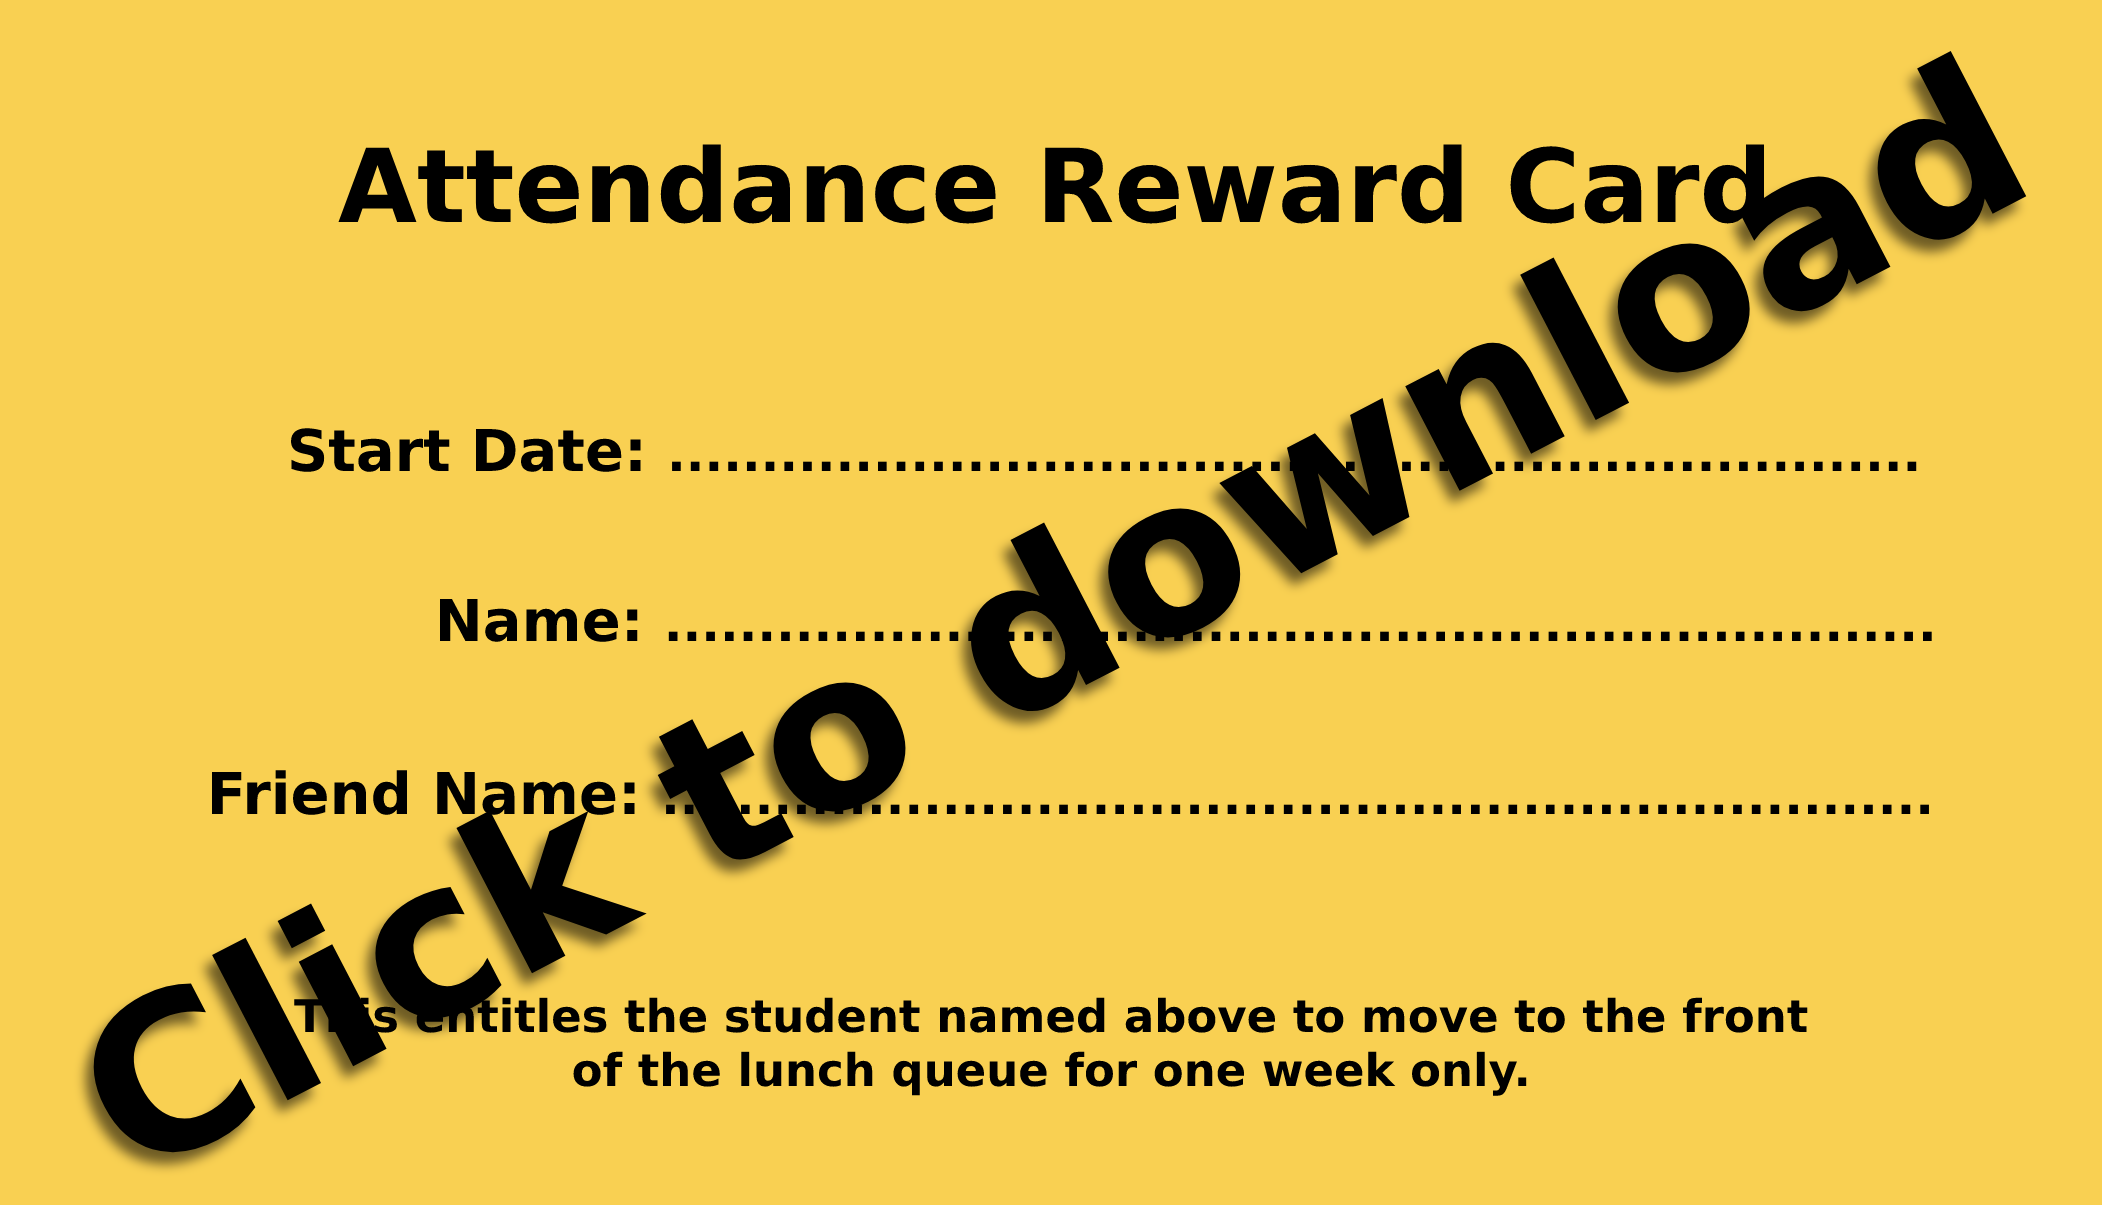 Attendance Reward Card
Start Date: ...................................................................
Name: ....................................................................
Friend Name: ....................................................................
This entitles the student named above to move to the front
of the lunch queue for one week only.
Click to download